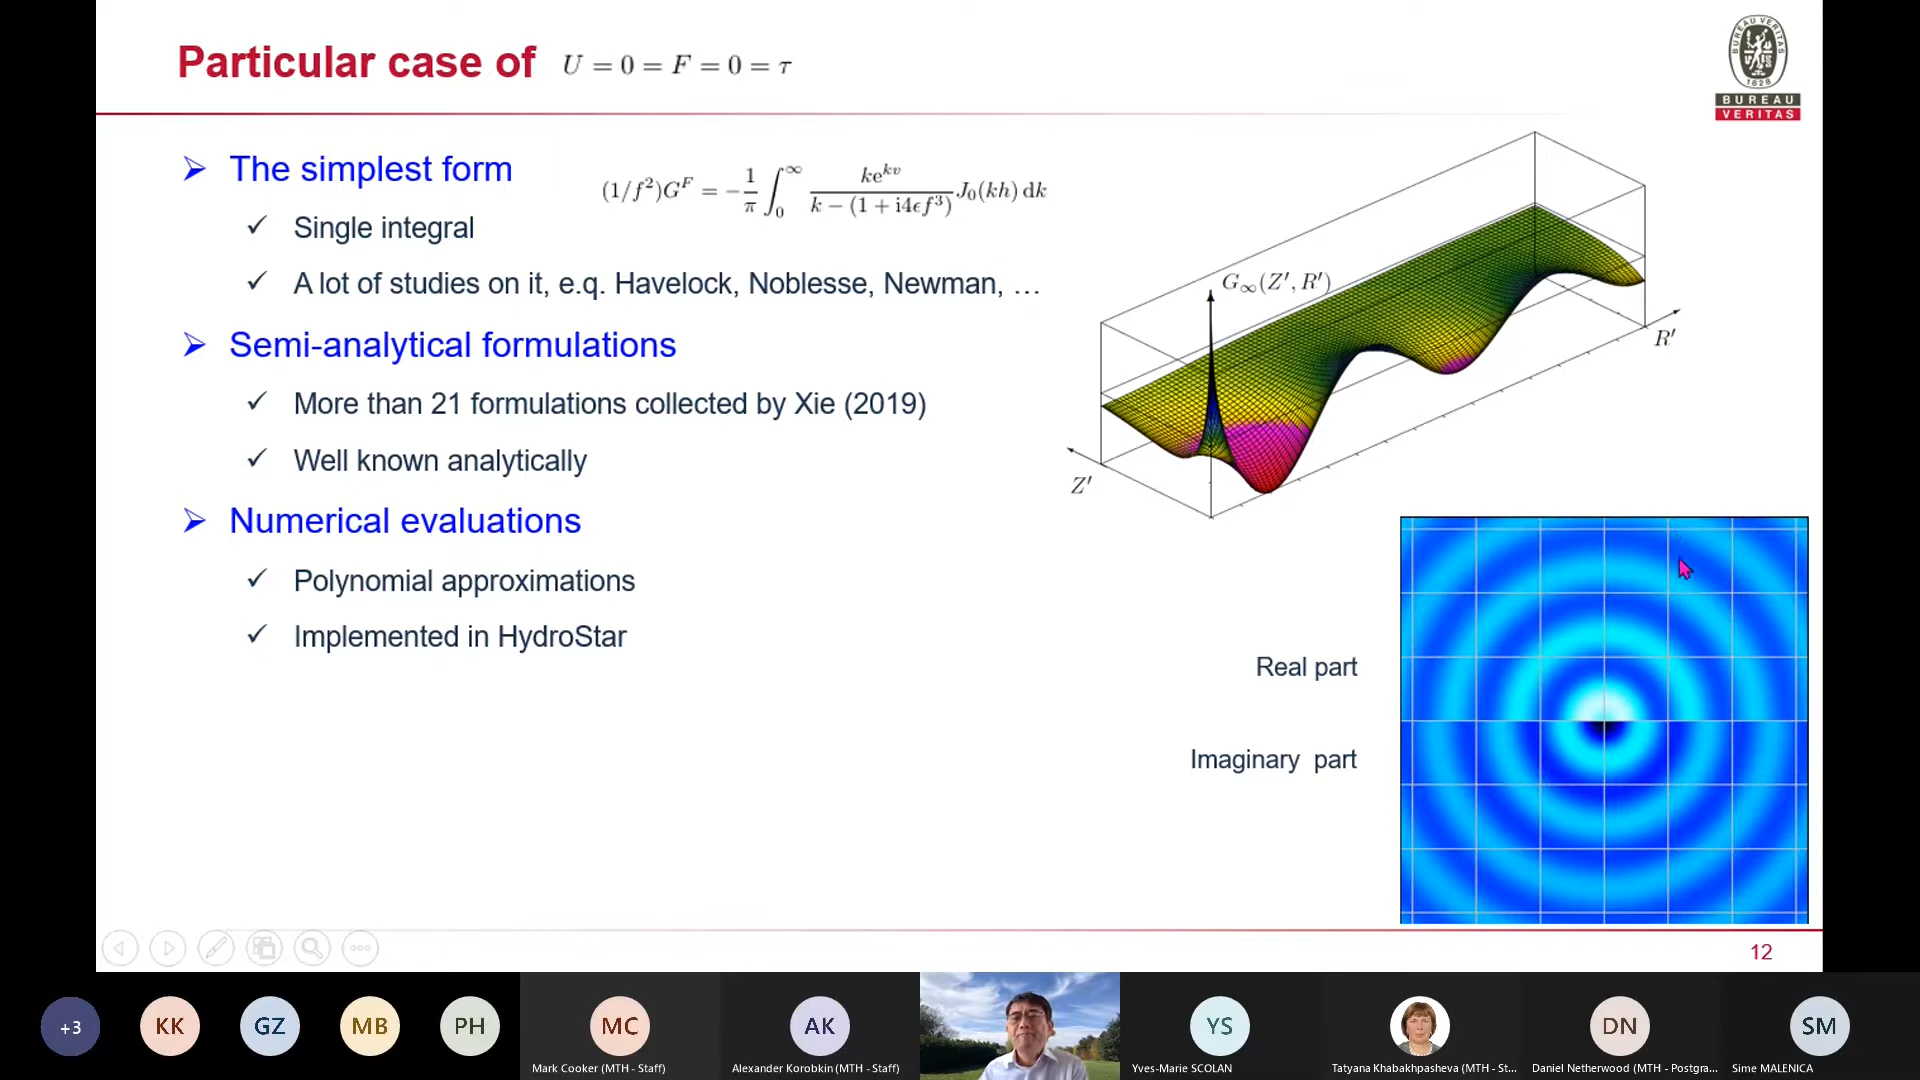 Particular case of U = 0 = F = 0 = τ
BUREAU VERITAS
1828
BUREAU
VERITAS
➢ The simplest form
(1/f²)Gᶠ = −1/π ∫₀^∞ ke^{kv} / (k − (1 + i4ϵf³)) J₀(kh) dk
✓ Single integral
✓ A lot of studies on it, e.q. Havelock, Noblesse, Newman, …
➢ Semi-analytical formulations
✓ More than 21 formulations collected by Xie (2019)
✓ Well known analytically
➢ Numerical evaluations
✓ Polynomial approximations
✓ Implemented in HydroStar
G∞(Z′, R′)
R′
Z′
Real part
Imaginary part
12
+3
KK
GZ
MB
PH
MC
Mark Cooker (MTH - Staff)
AK
Alexander Korobkin (MTH - Staff)
YS
Yves-Marie SCOLAN
Tatyana Khabakhpasheva (MTH - St...
DN
Daniel Netherwood (MTH - Postgra...
SM
Sime MALENICA